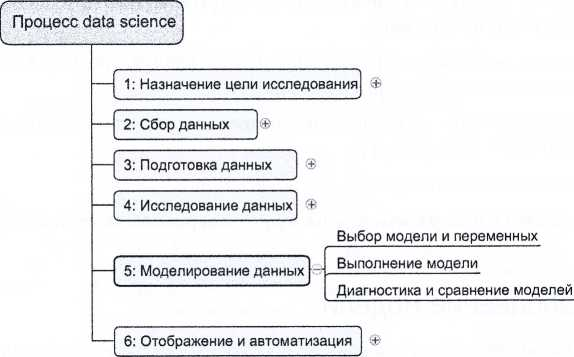 Процесс data science
1: Назначение цели исследования
2: Сбор данных
3: Подготовка данных
4: Исследование данных
5: Моделирование данных
Выбор модели и переменных
Выполнение модели
Диагностика и сравнение моделей
6: Отображение и автоматизация